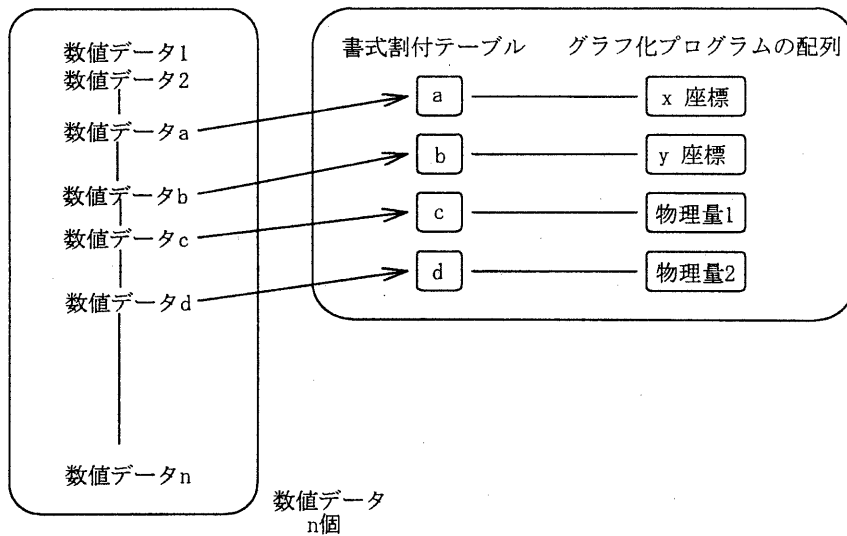 数値データ1
数値データ2
数値データa
数値データb
数値データc
数値データd
数値データn
数値データ
n個
書式割付テーブル グラフ化プログラムの配列
a x 座標
b y 座標
c 物理量1
d 物理量2